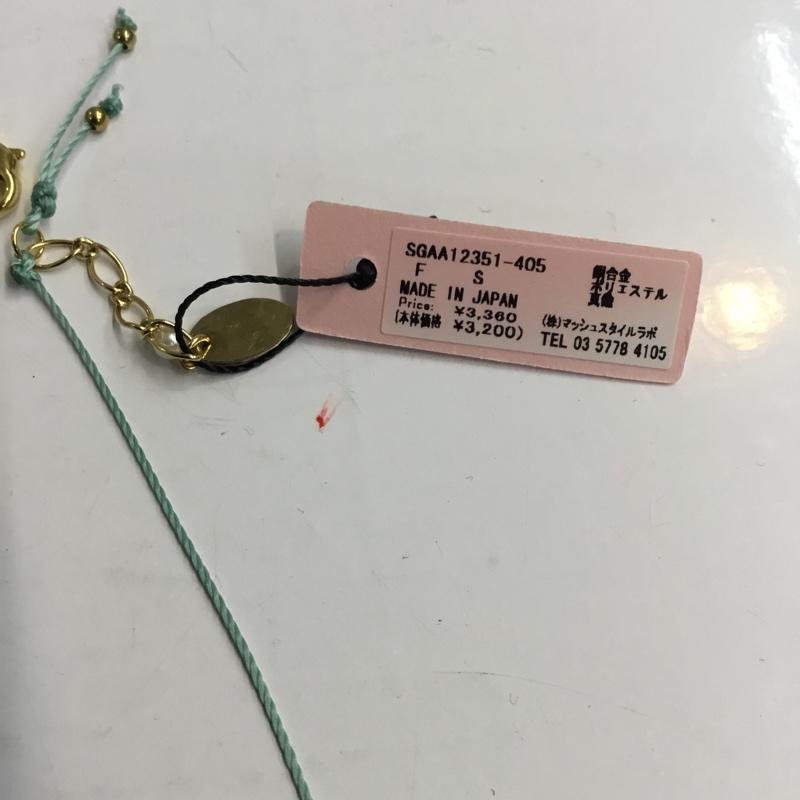 SGAA12351-405
F S
MADE IN JAPAN
Price: ¥3,360
(本体価格 ¥3,200)
銅合金
ポリエステル
真鍮
(株)マッシュスタイルラボ
TEL 03 5778 4105